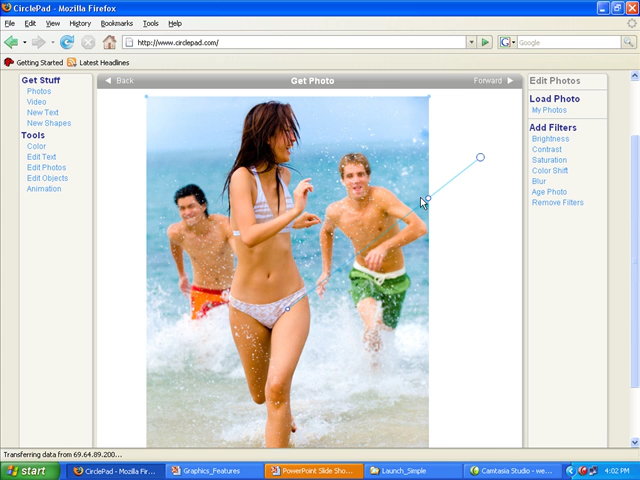 CirclePad - Mozilla Firefox
File Edit View History Bookmarks Tools Help
http://www.circlepad.com/
Google
Getting Started Latest Headlines
Get Stuff
Photos
Video
New Text
New Shapes
Tools
Color
Edit Text
Edit Photos
Edit Objects
Animation
Back Get Photo Forward
Edit Photos
Load Photo
My Photos
Add Filters
Brightness
Contrast
Saturation
Color Shift
Blur
Age Photo
Remove Filters
Transferring data from 69.64.89.200...
start CirclePad - Mozilla Fir... Graphics_Features PowerPoint Slide Sho... Launch_Simple Camtasia Studio - we... 4:02 PM